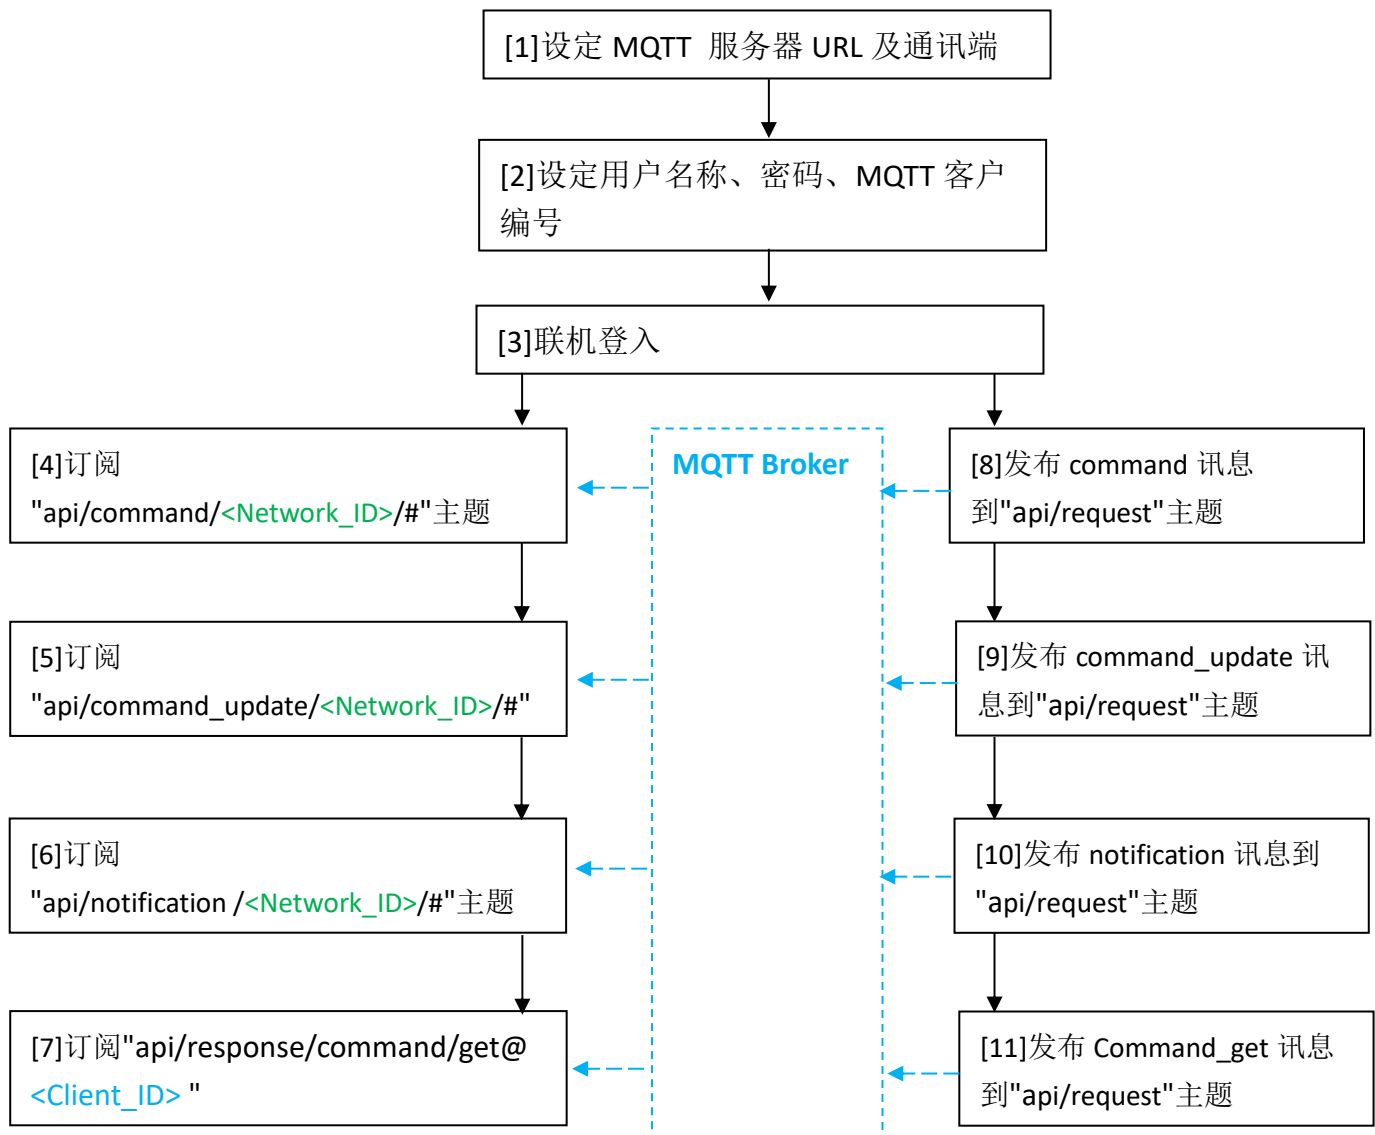 [1]设定 MQTT 服务器 URL 及通讯端
[2]设定用户名称、密码、MQTT 客户
编号
[3]联机登入
[4]订阅
"api/command/<Network_ID>/#"主题
[5]订阅
"api/command_update/<Network_ID>/#"
[6]订阅
"api/notification /<Network_ID>/#"主题
[7]订阅"api/response/command/get@
<Client_ID> "
MQTT Broker
[8]发布 command 讯息
到"api/request"主题
[9]发布 command_update 讯
息到"api/request"主题
[10]发布 notification 讯息到
"api/request"主题
[11]发布 Command_get 讯息
到"api/request"主题